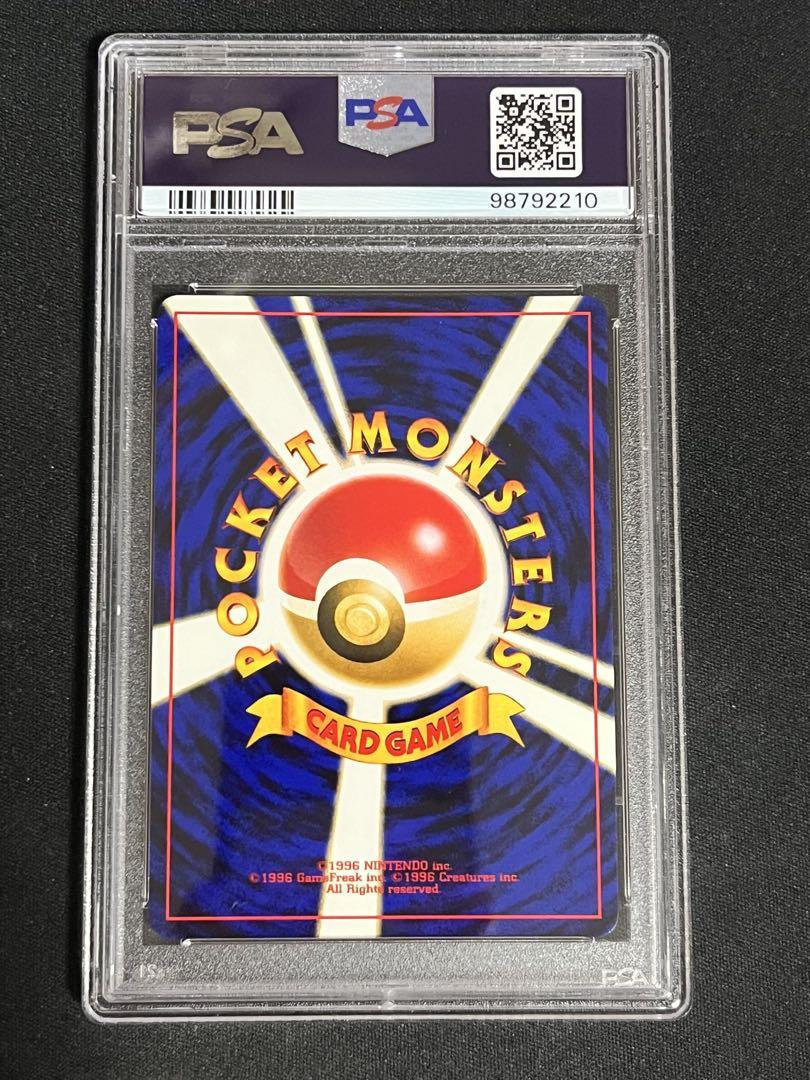 PSA
PSA
98792210
POCKET MONSTERS
CARD GAME
©1996 NINTENDO inc.
©1996 GameFreak inc. ©1996 Creatures inc.
All Rights reserved.
PSA